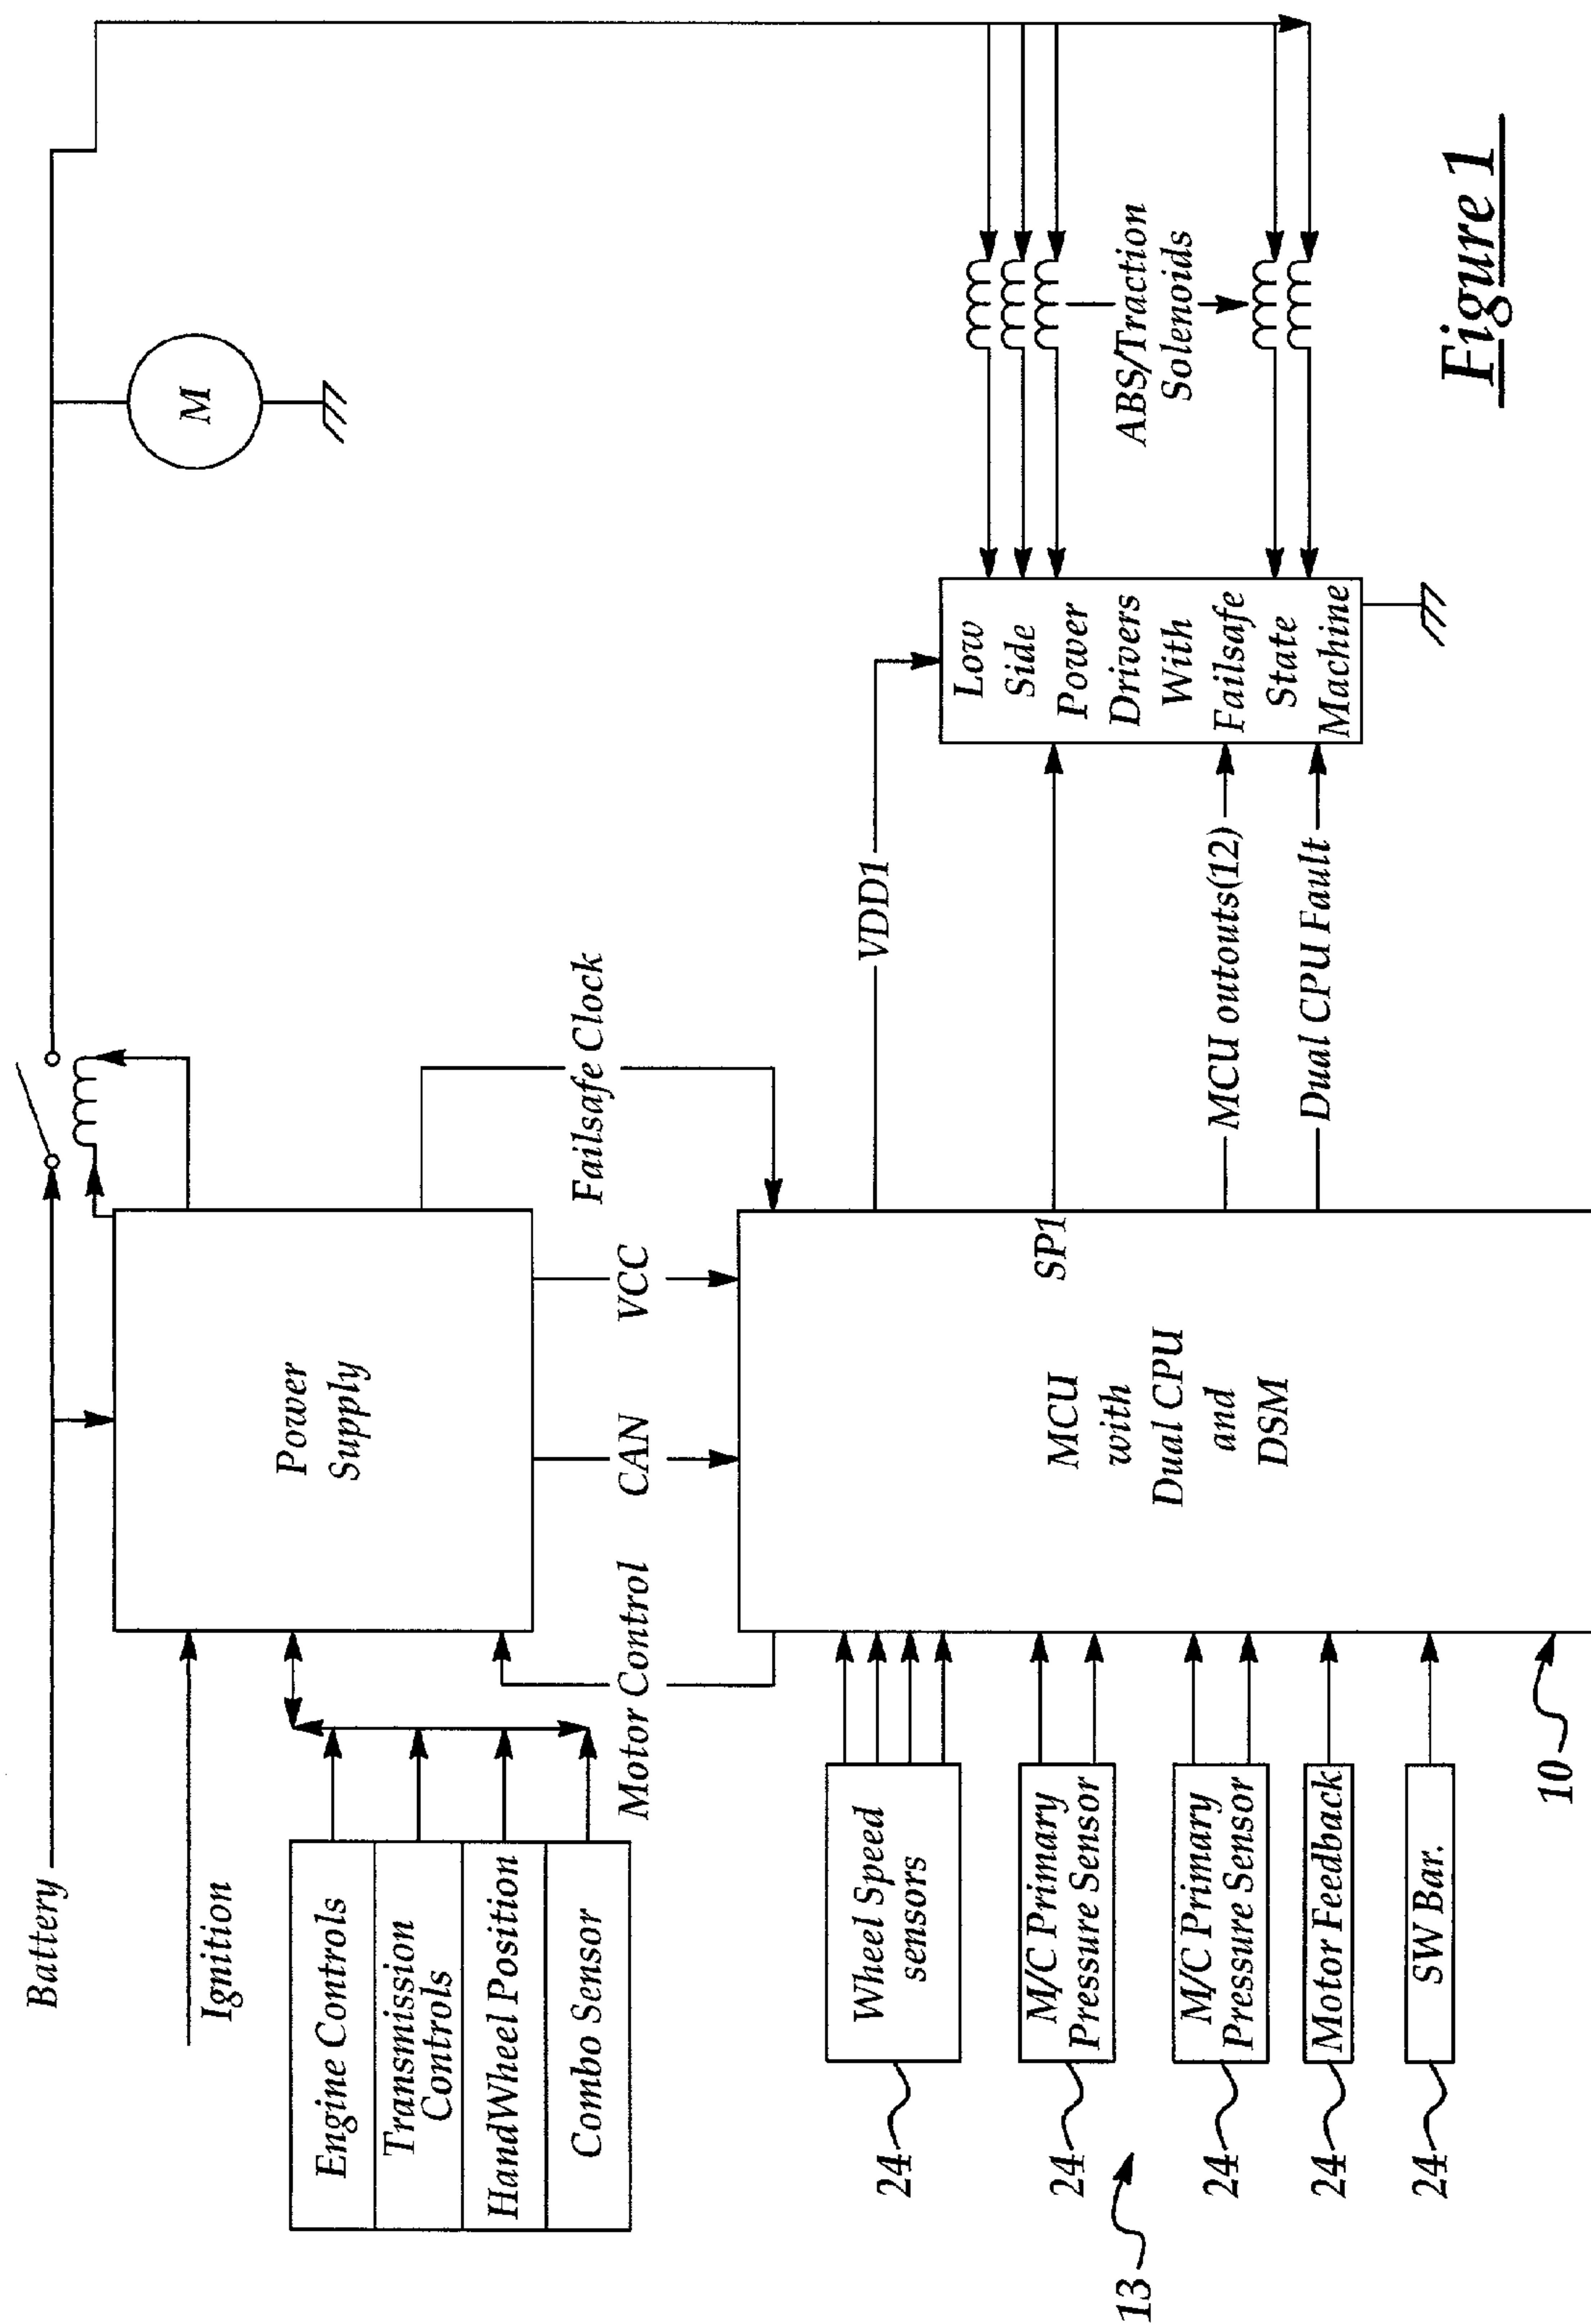 Battery
Ignition
Engine Controls
Transmission
Controls
HandWheel Position
Combo Sensor
Power
Supply
M
Motor Control
CAN
VCC
Failsafe Clock
Wheel Speed
sensors
M/C Primary
Pressure Sensor
M/C Primary
Pressure Sensor
Motor Feedback
SW Bar.
24
24
24
24
24
13
10
MCU
with
Dual CPU
and
DSM
SP1
VDD1
MCU outouts(12)
Dual CPU Fault
Low
Side
Power
Drivers
With
Failsafe
State
Machine
ABS/Traction
Solenoids
Figure 1